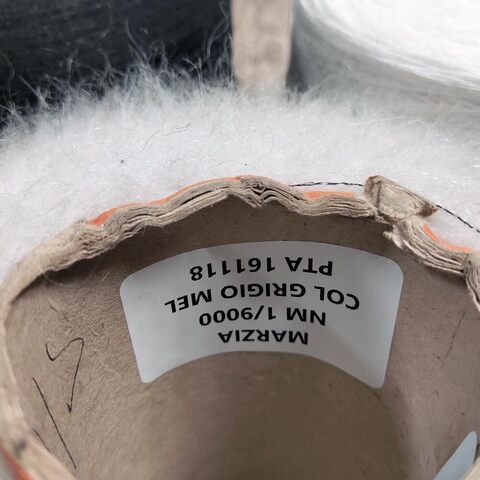 MARZIA
NM 1/9000
COL GRIGIO MEL
PTA 161118